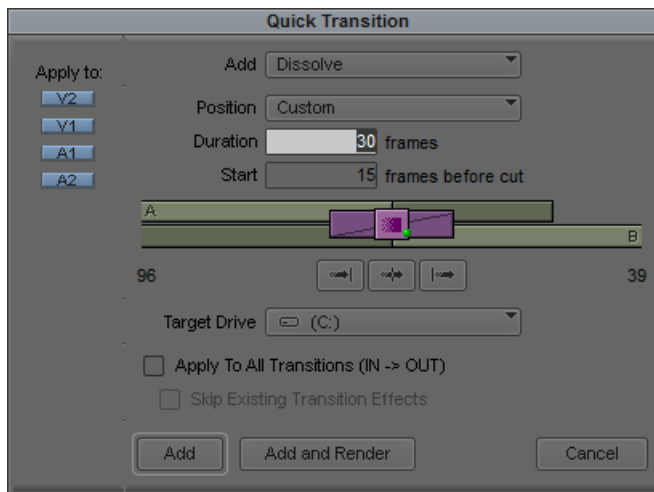 Quick Transition
Apply to:
V2
V1
A1
A2
Add Dissolve
Position Custom
Duration 30 frames
Start 15 frames before cut
A
B
96 39
Target Drive (C:)
Apply To All Transitions (IN -> OUT)
Skip Existing Transition Effects
Add Add and Render Cancel